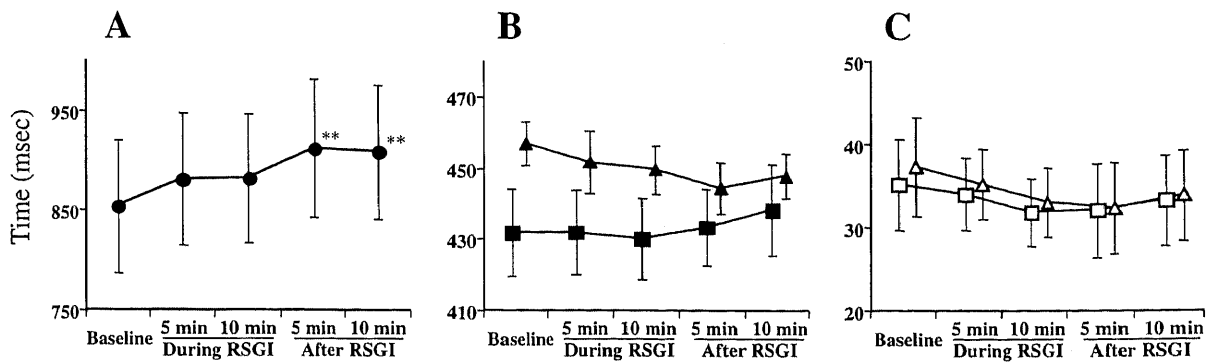 A
B
C
Time (msec)
950
850
750
**
**
Baseline
5 min
10 min
5 min
10 min
During RSGI
After RSGI
470
450
430
410
Baseline
5 min
10 min
5 min
10 min
During RSGI
After RSGI
50
40
30
20
Baseline
5 min
10 min
5 min
10 min
During RSGI
After RSGI